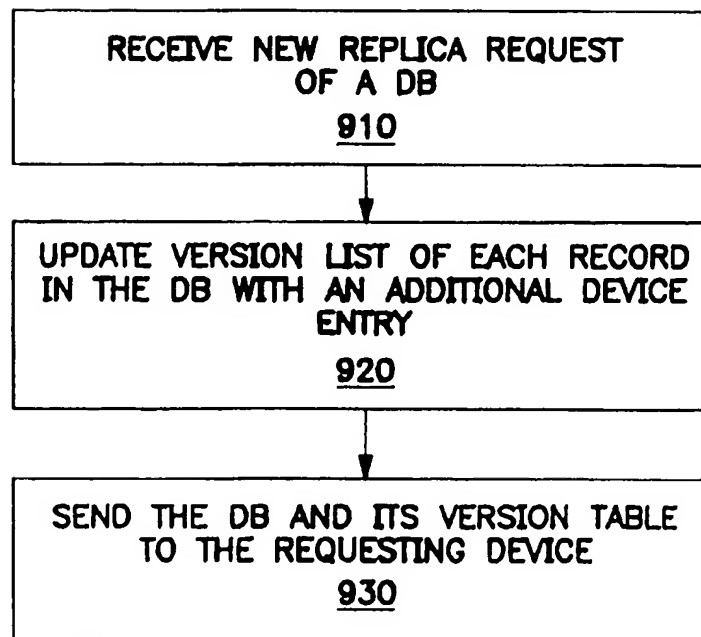 RECEIVE NEW REPLICA REQUEST
OF A DB
910
UPDATE VERSION LIST OF EACH RECORD
IN THE DB WITH AN ADDITIONAL DEVICE
ENTRY
920
SEND THE DB AND ITS VERSION TABLE
TO THE REQUESTING DEVICE
930